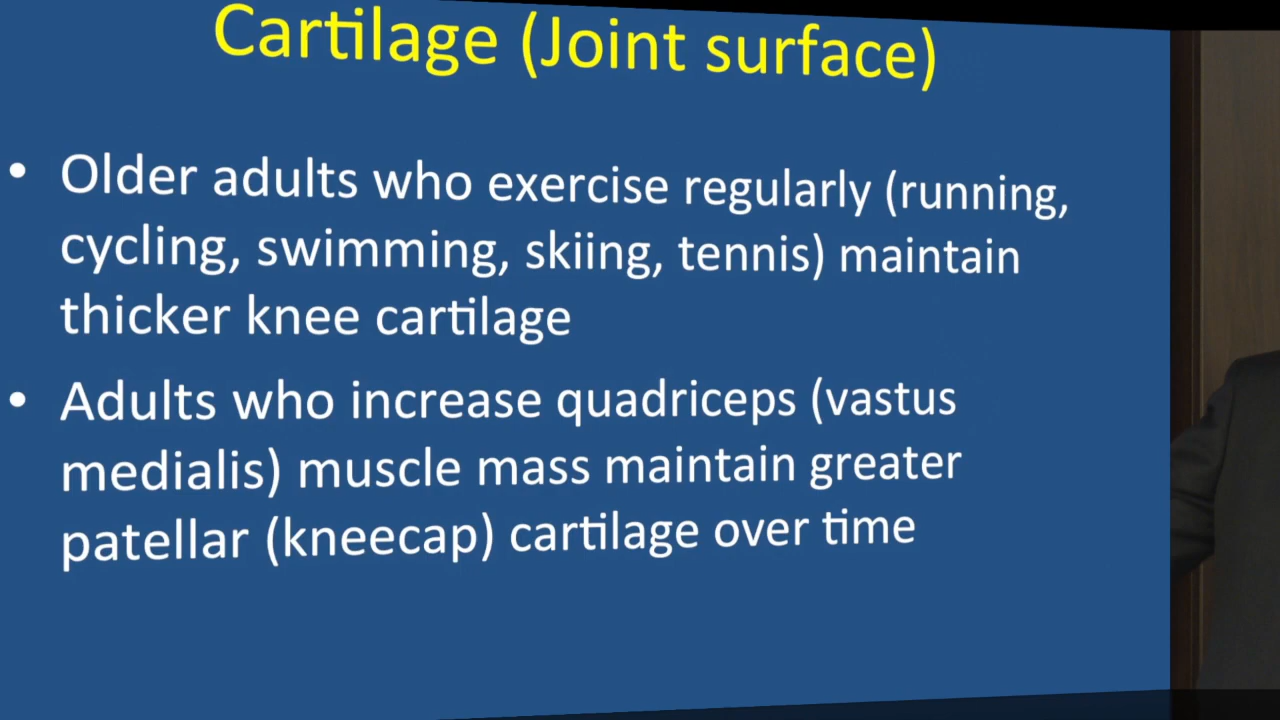 Cartilage (Joint surface)
• Older adults who exercise regularly (running,
cycling, swimming, skiing, tennis) maintain
thicker knee cartilage
• Adults who increase quadriceps (vastus
medialis) muscle mass maintain greater
patellar (kneecap) cartilage over time